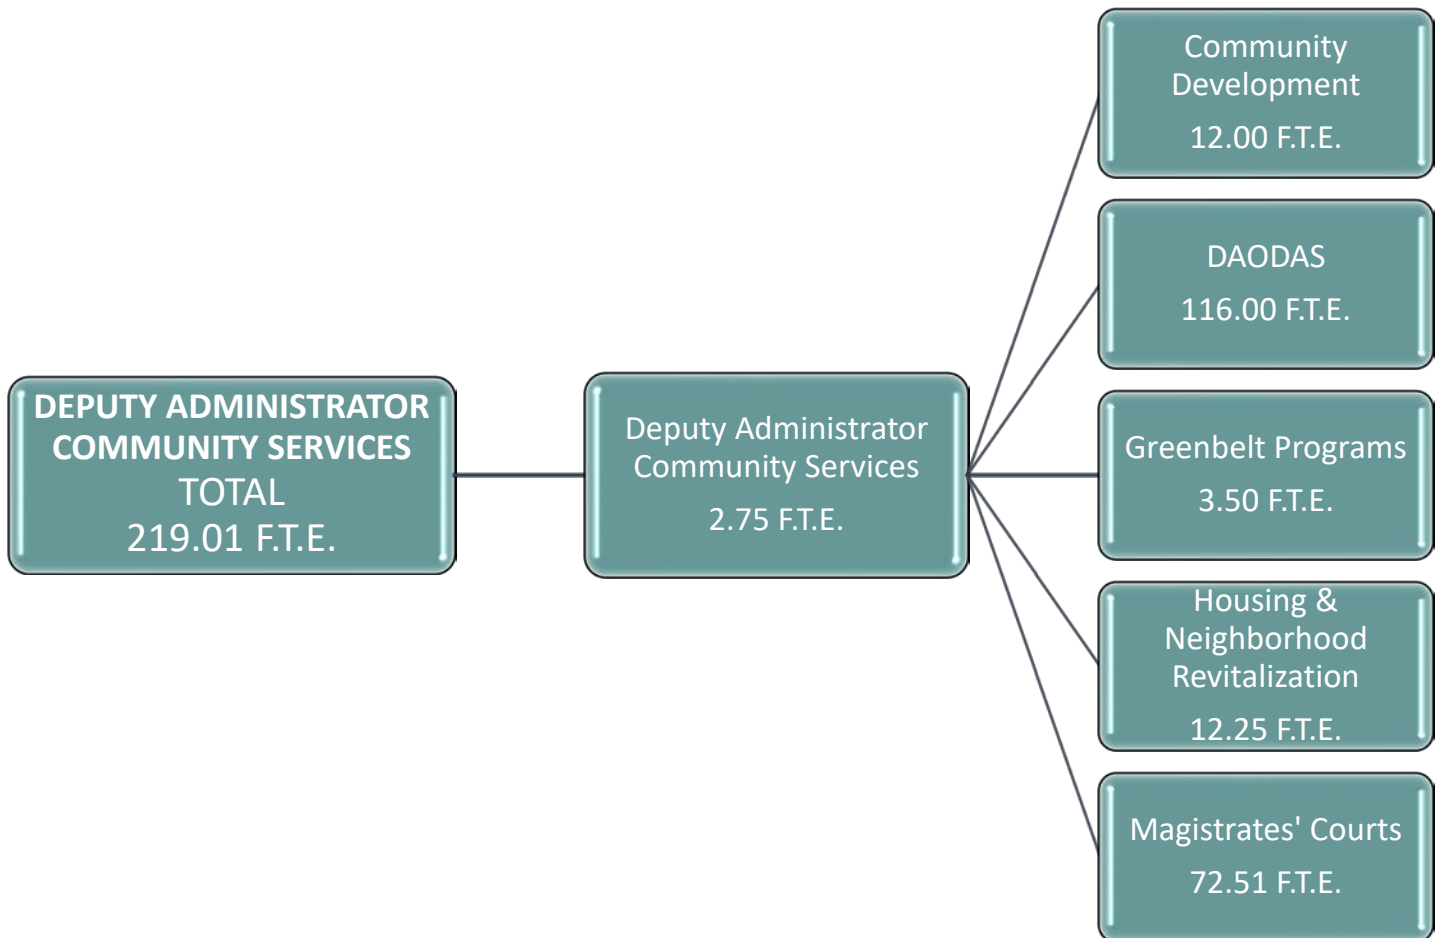 DEPUTY ADMINISTRATOR
COMMUNITY SERVICES
TOTAL
219.01 F.T.E.
Deputy Administrator
Community Services
2.75 F.T.E.
Community
Development
12.00 F.T.E.
DAODAS
116.00 F.T.E.
Greenbelt Programs
3.50 F.T.E.
Housing &
Neighborhood
Revitalization
12.25 F.T.E.
Magistrates' Courts
72.51 F.T.E.